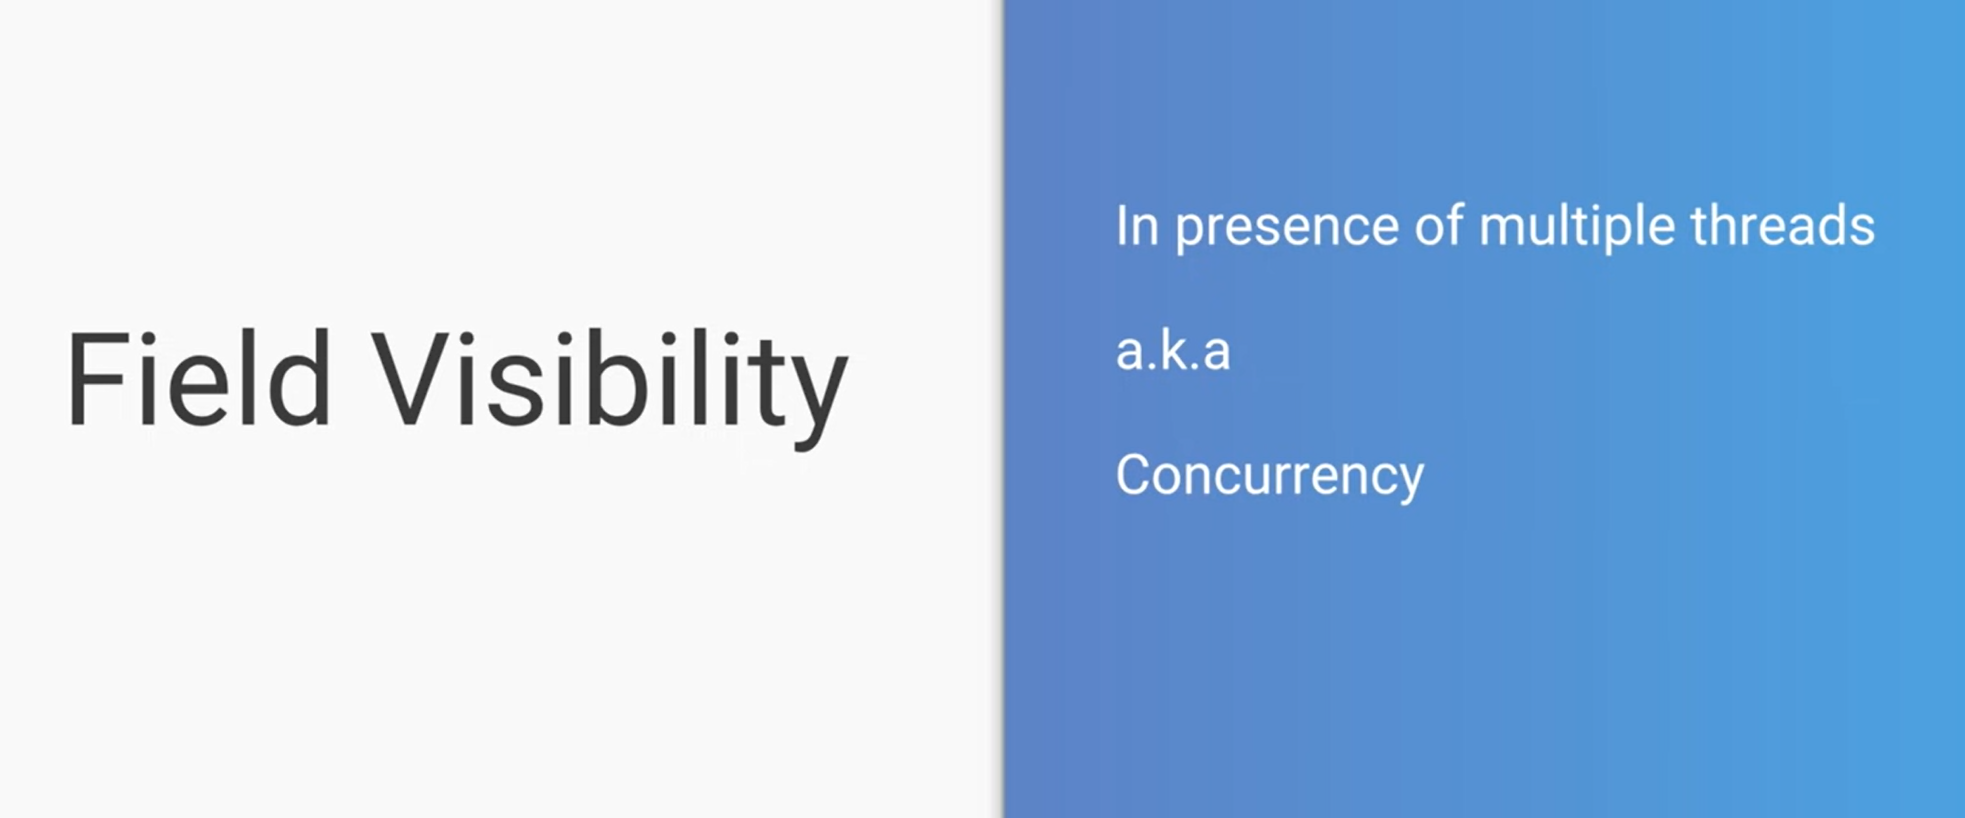 Field Visibility
In presence of multiple threads
a.k.a
Concurrency